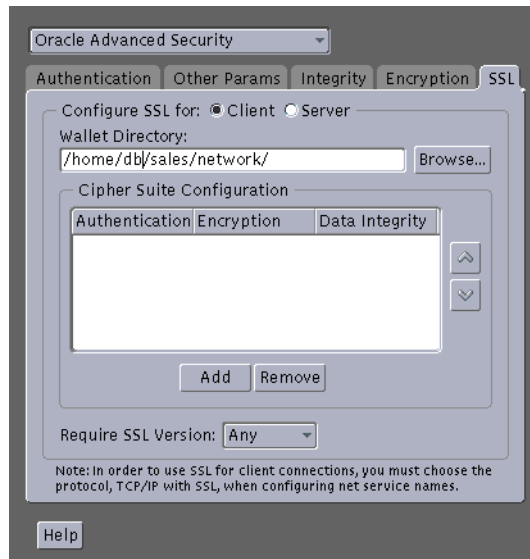 Oracle Advanced Security
Authentication Other Params Integrity Encryption SSL
Configure SSL for: Client Server
Wallet Directory:
/home/db/sales/network/ Browse...
Cipher Suite Configuration
Authentication Encryption Data Integrity
Add Remove
Require SSL Version: Any
Note: In order to use SSL for client connections, you must choose the
protocol, TCP/IP with SSL, when configuring net service names.
Help